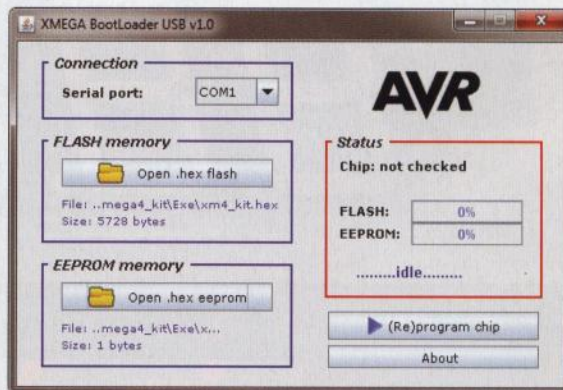 XMEGA BootLoader USB v1.0
Connection
Serial port: COM1
FLASH memory
Open .hex flash
File: ..mega4_kit\Exe\xm4_kit.hex
Size: 5728 bytes
EEPROM memory
Open .hex eeprom
File: ..mega4_kit\Exe\x...
Size: 1 bytes
AVR
Status
Chip: not checked
FLASH: 0%
EEPROM: 0%
.........idle.........
(Re)program chip
About